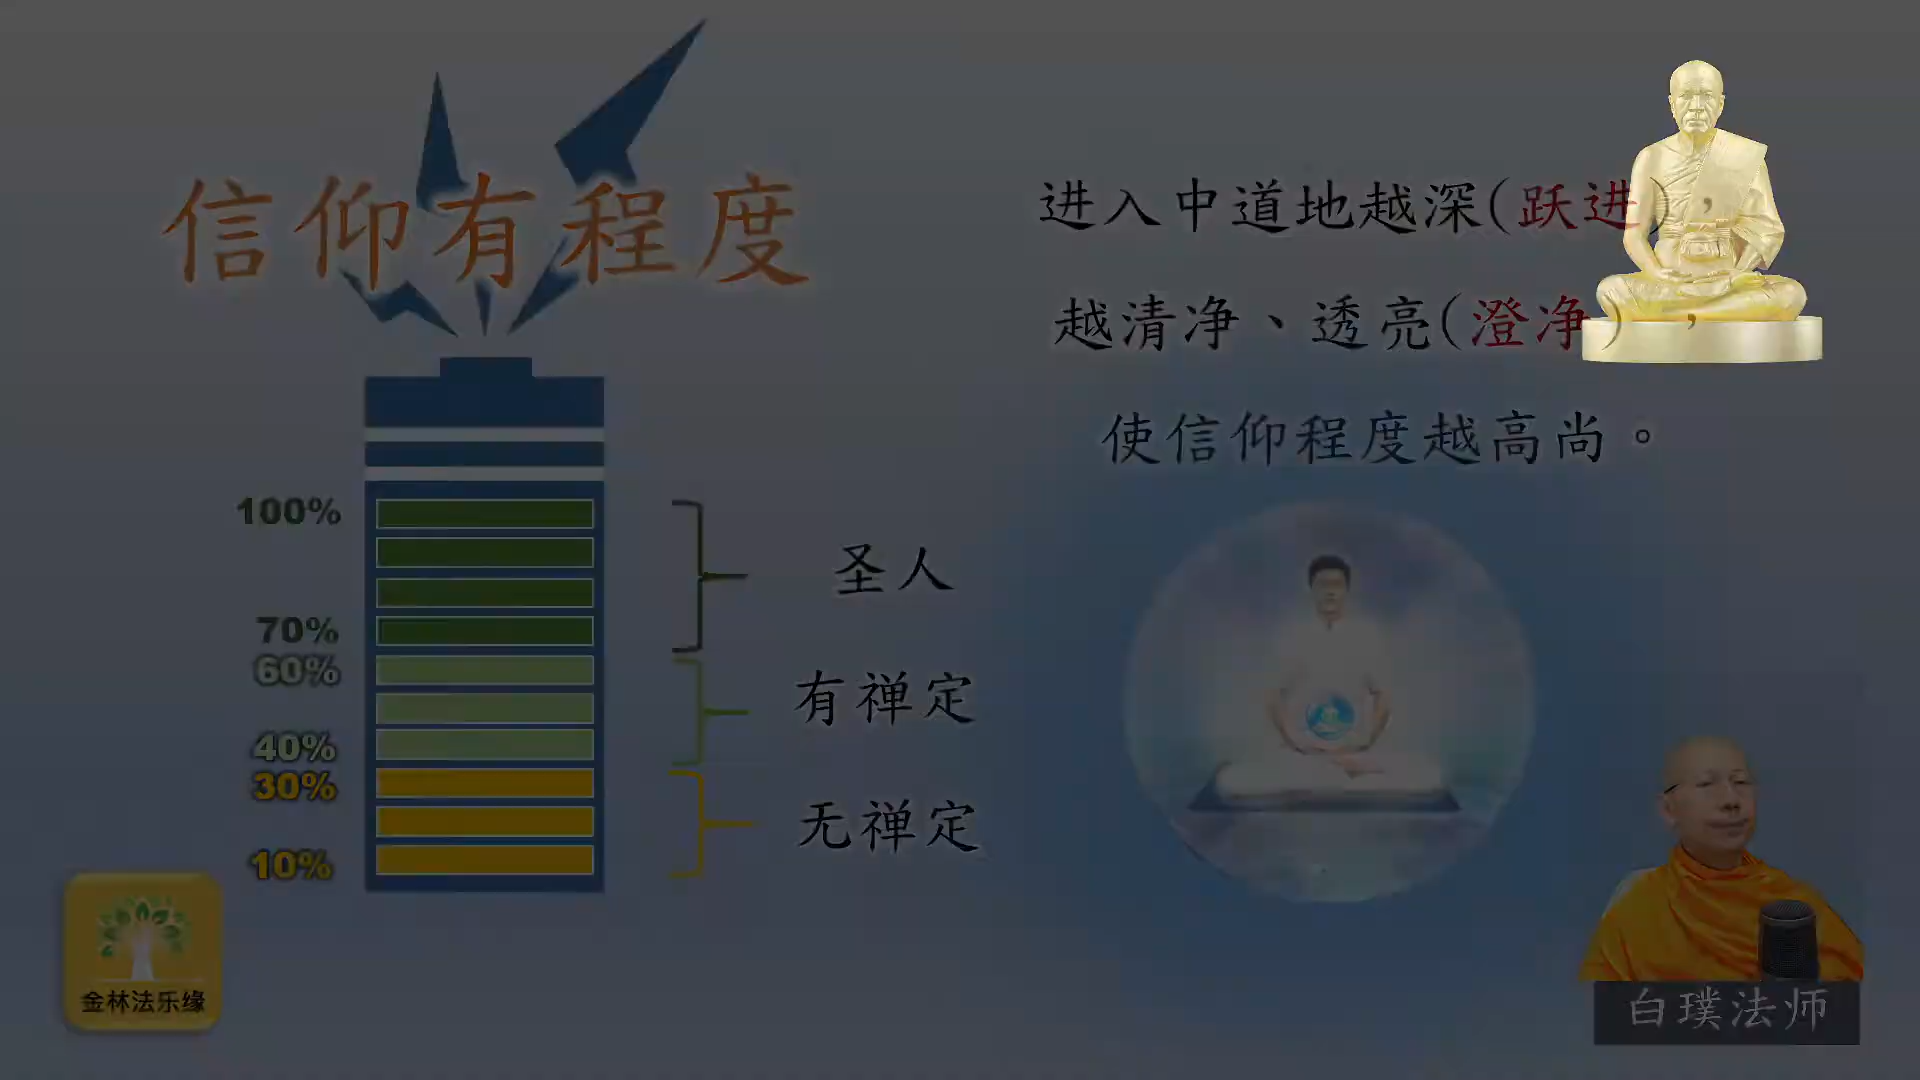 信仰有程度
进入中道地越深(跃进)，
越清净、透亮(澄净)，
使信仰程度越高尚。
100%
70%
60%
40%
30%
10%
圣人
有禅定
无禅定
金林法乐缘
白璞法师